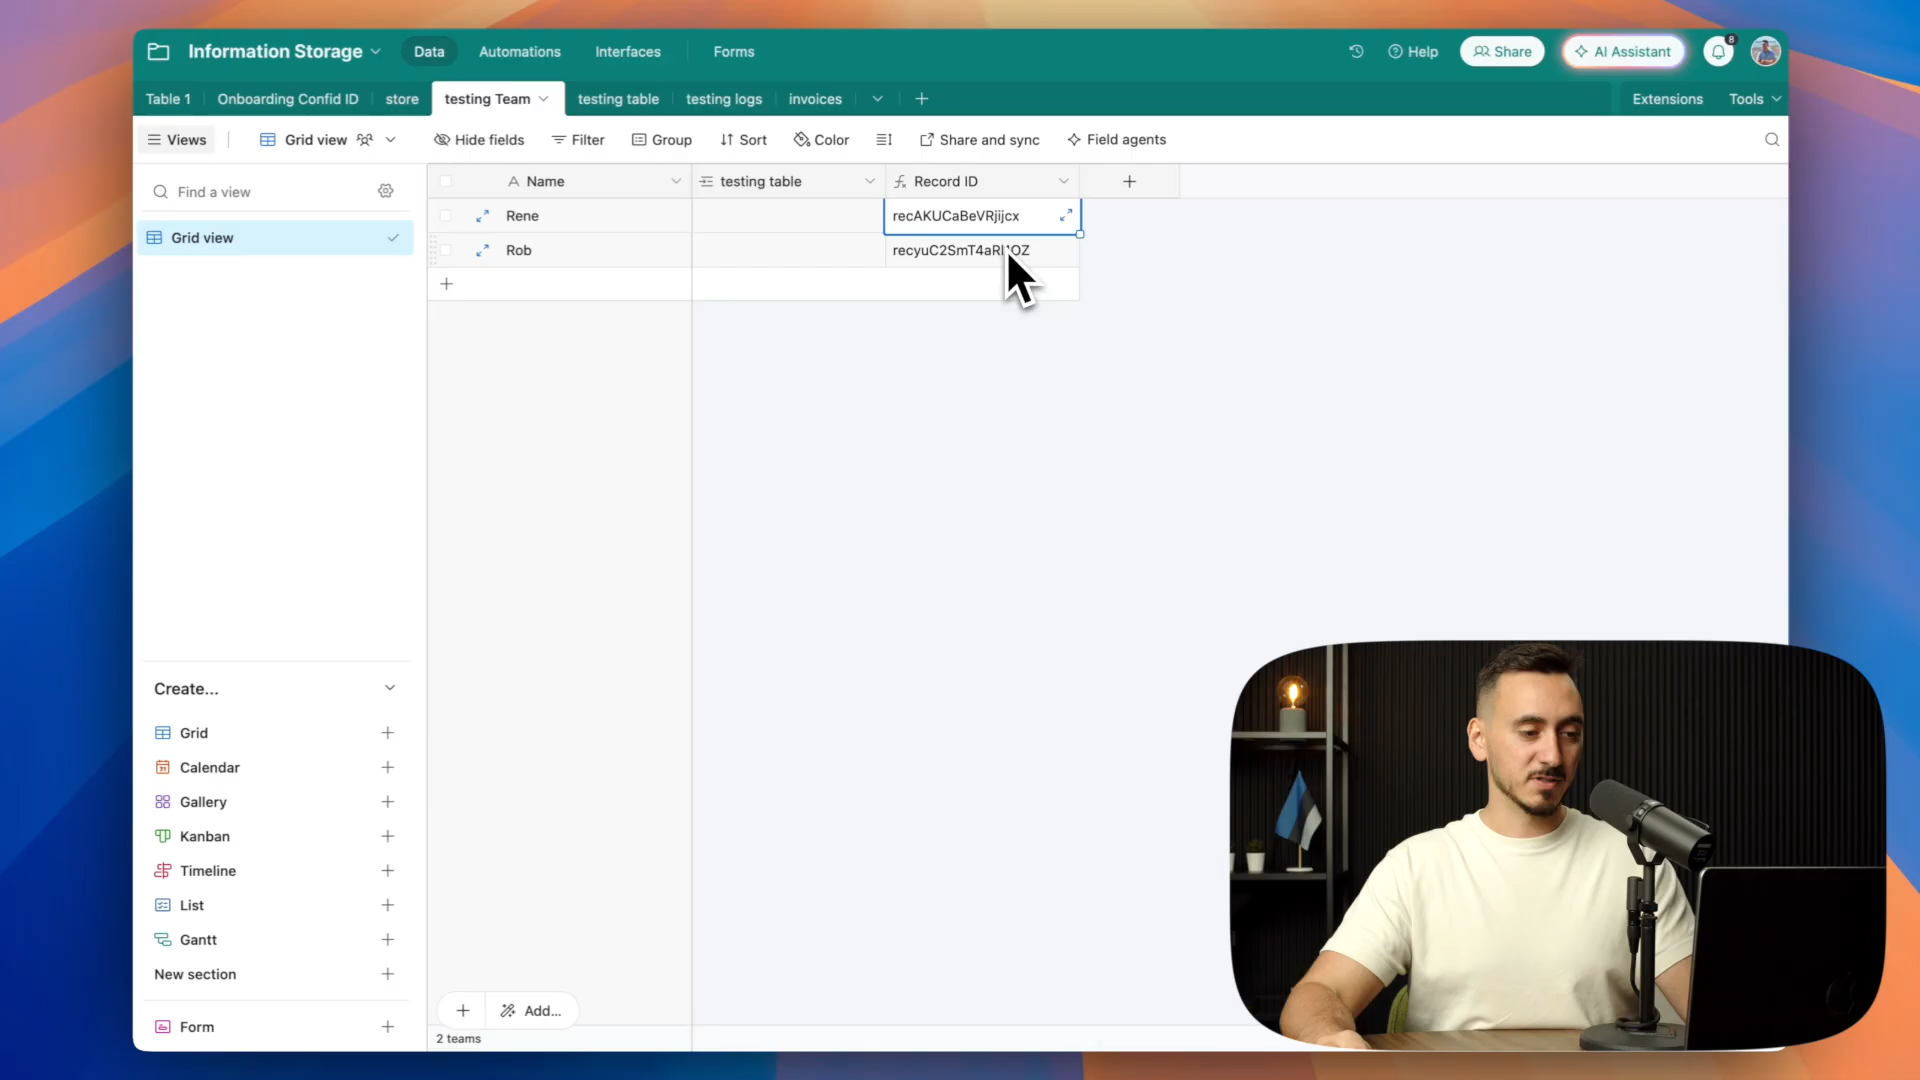 Information Storage
Data
Automations
Interfaces
Forms
Help
Share
AI Assistant
8
Table 1
Onboarding Confid ID
store
testing Team
testing table
testing logs
invoices
Extensions
Tools
Views
Grid view
Hide fields
Filter
Group
Sort
Color
Share and sync
Field agents
Find a view
Grid view
Name
testing table
Record ID
Rene
recAKUCaBeVRjijcx
Rob
Create...
Grid
Calendar
Gallery
Kanban
Timeline
List
Gantt
New section
Form
Add...
2 teams